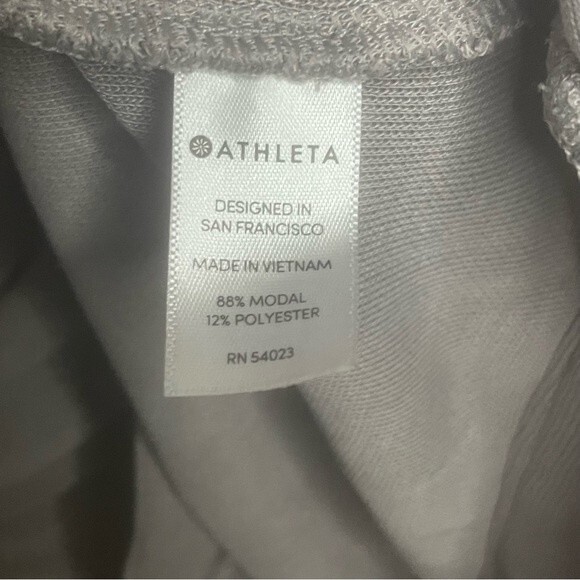 ATHLETA
DESIGNED IN
SAN FRANCISCO
MADE IN VIETNAM
88% MODAL
12% POLYESTER
RN 54023